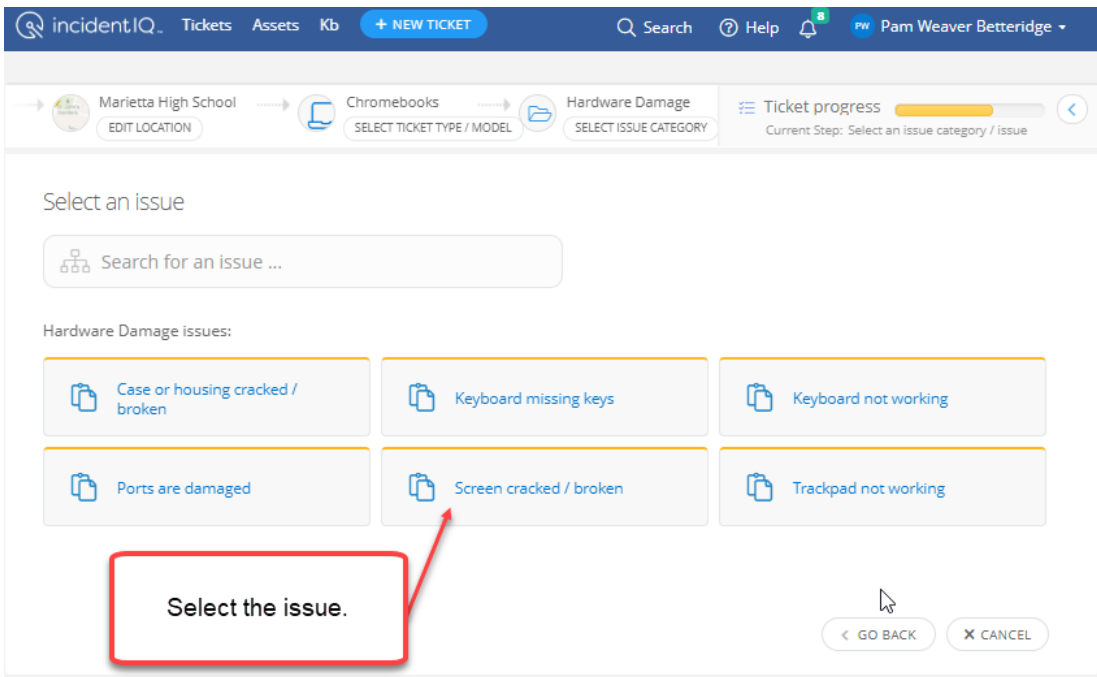 incidentIQ Tickets Assets Kb + NEW TICKET Search Help 8 PW Pam Weaver Betteridge
Marietta High School Chromebooks Hardware Damage Ticket progress
EDIT LOCATION SELECT TICKET TYPE / MODEL SELECT ISSUE CATEGORY Current Step: Select an issue category / issue
Select an issue
Search for an issue ...
Hardware Damage issues:
Case or housing cracked /
broken
Keyboard missing keys
Keyboard not working
Ports are damaged
Screen cracked / broken
Trackpad not working
Select the issue.
< GO BACK X CANCEL